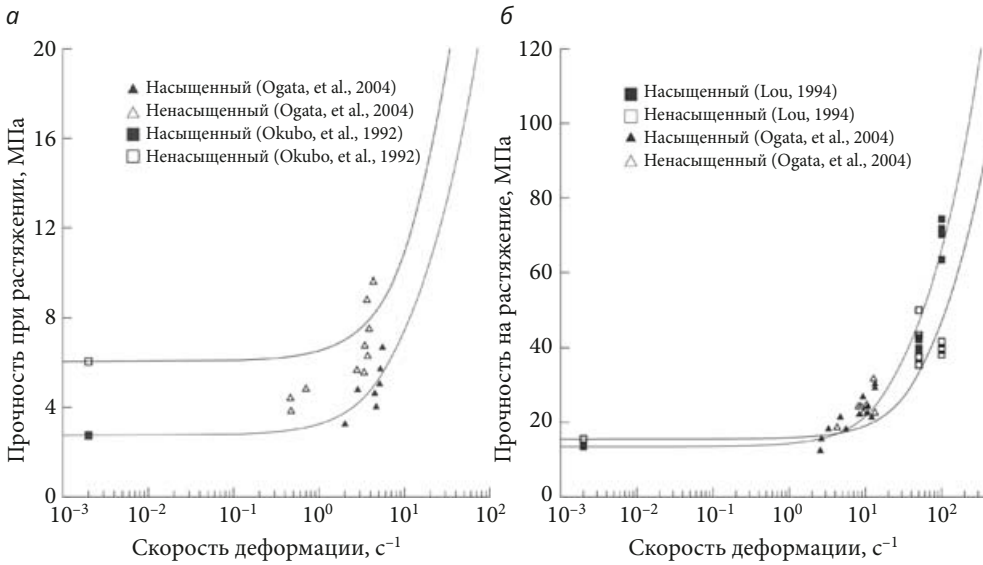 а
Прочность при растяжении, МПа
20
16
12
8
4
0
▲ Насыщенный (Ogata, et al., 2004)
△ Ненасыщенный (Ogata, et al., 2004)
■ Насыщенный (Okubo, et al., 1992)
□ Ненасыщенный (Okubo, et al., 1992)
10⁻³ 10⁻² 10⁻¹ 10⁰ 10¹ 10²
Скорость деформации, с⁻¹
б
Прочность на растяжение, МПа
120
100
80
60
40
20
0
■ Насыщенный (Lou, 1994)
□ Ненасыщенный (Lou, 1994)
▲ Насыщенный (Ogata, et al., 2004)
△ Ненасыщенный (Ogata, et al., 2004)
10⁻³ 10⁻² 10⁻¹ 10⁰ 10¹ 10²
Скорость деформации, с⁻¹